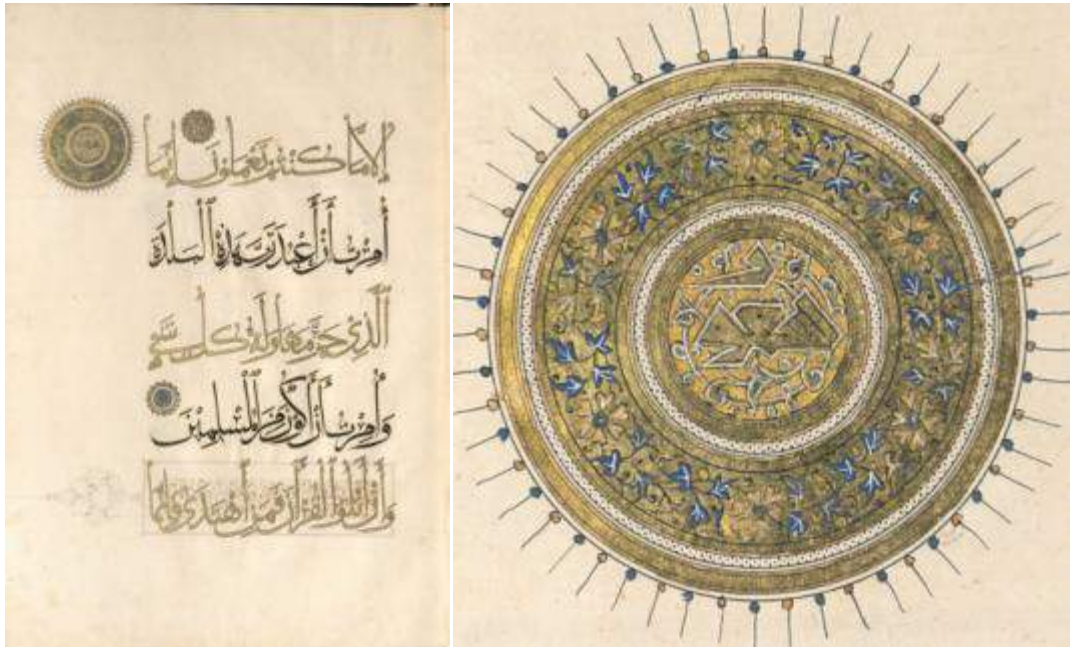 إلا ما كنتم تعملون إنما
أمرت أن أعبد رب هذه البلدة
الذي حرمها وله كل شيء
وأمرت أن أكون من المسلمين
وأن أتلوا القرآن فمن اهتدى فإنما